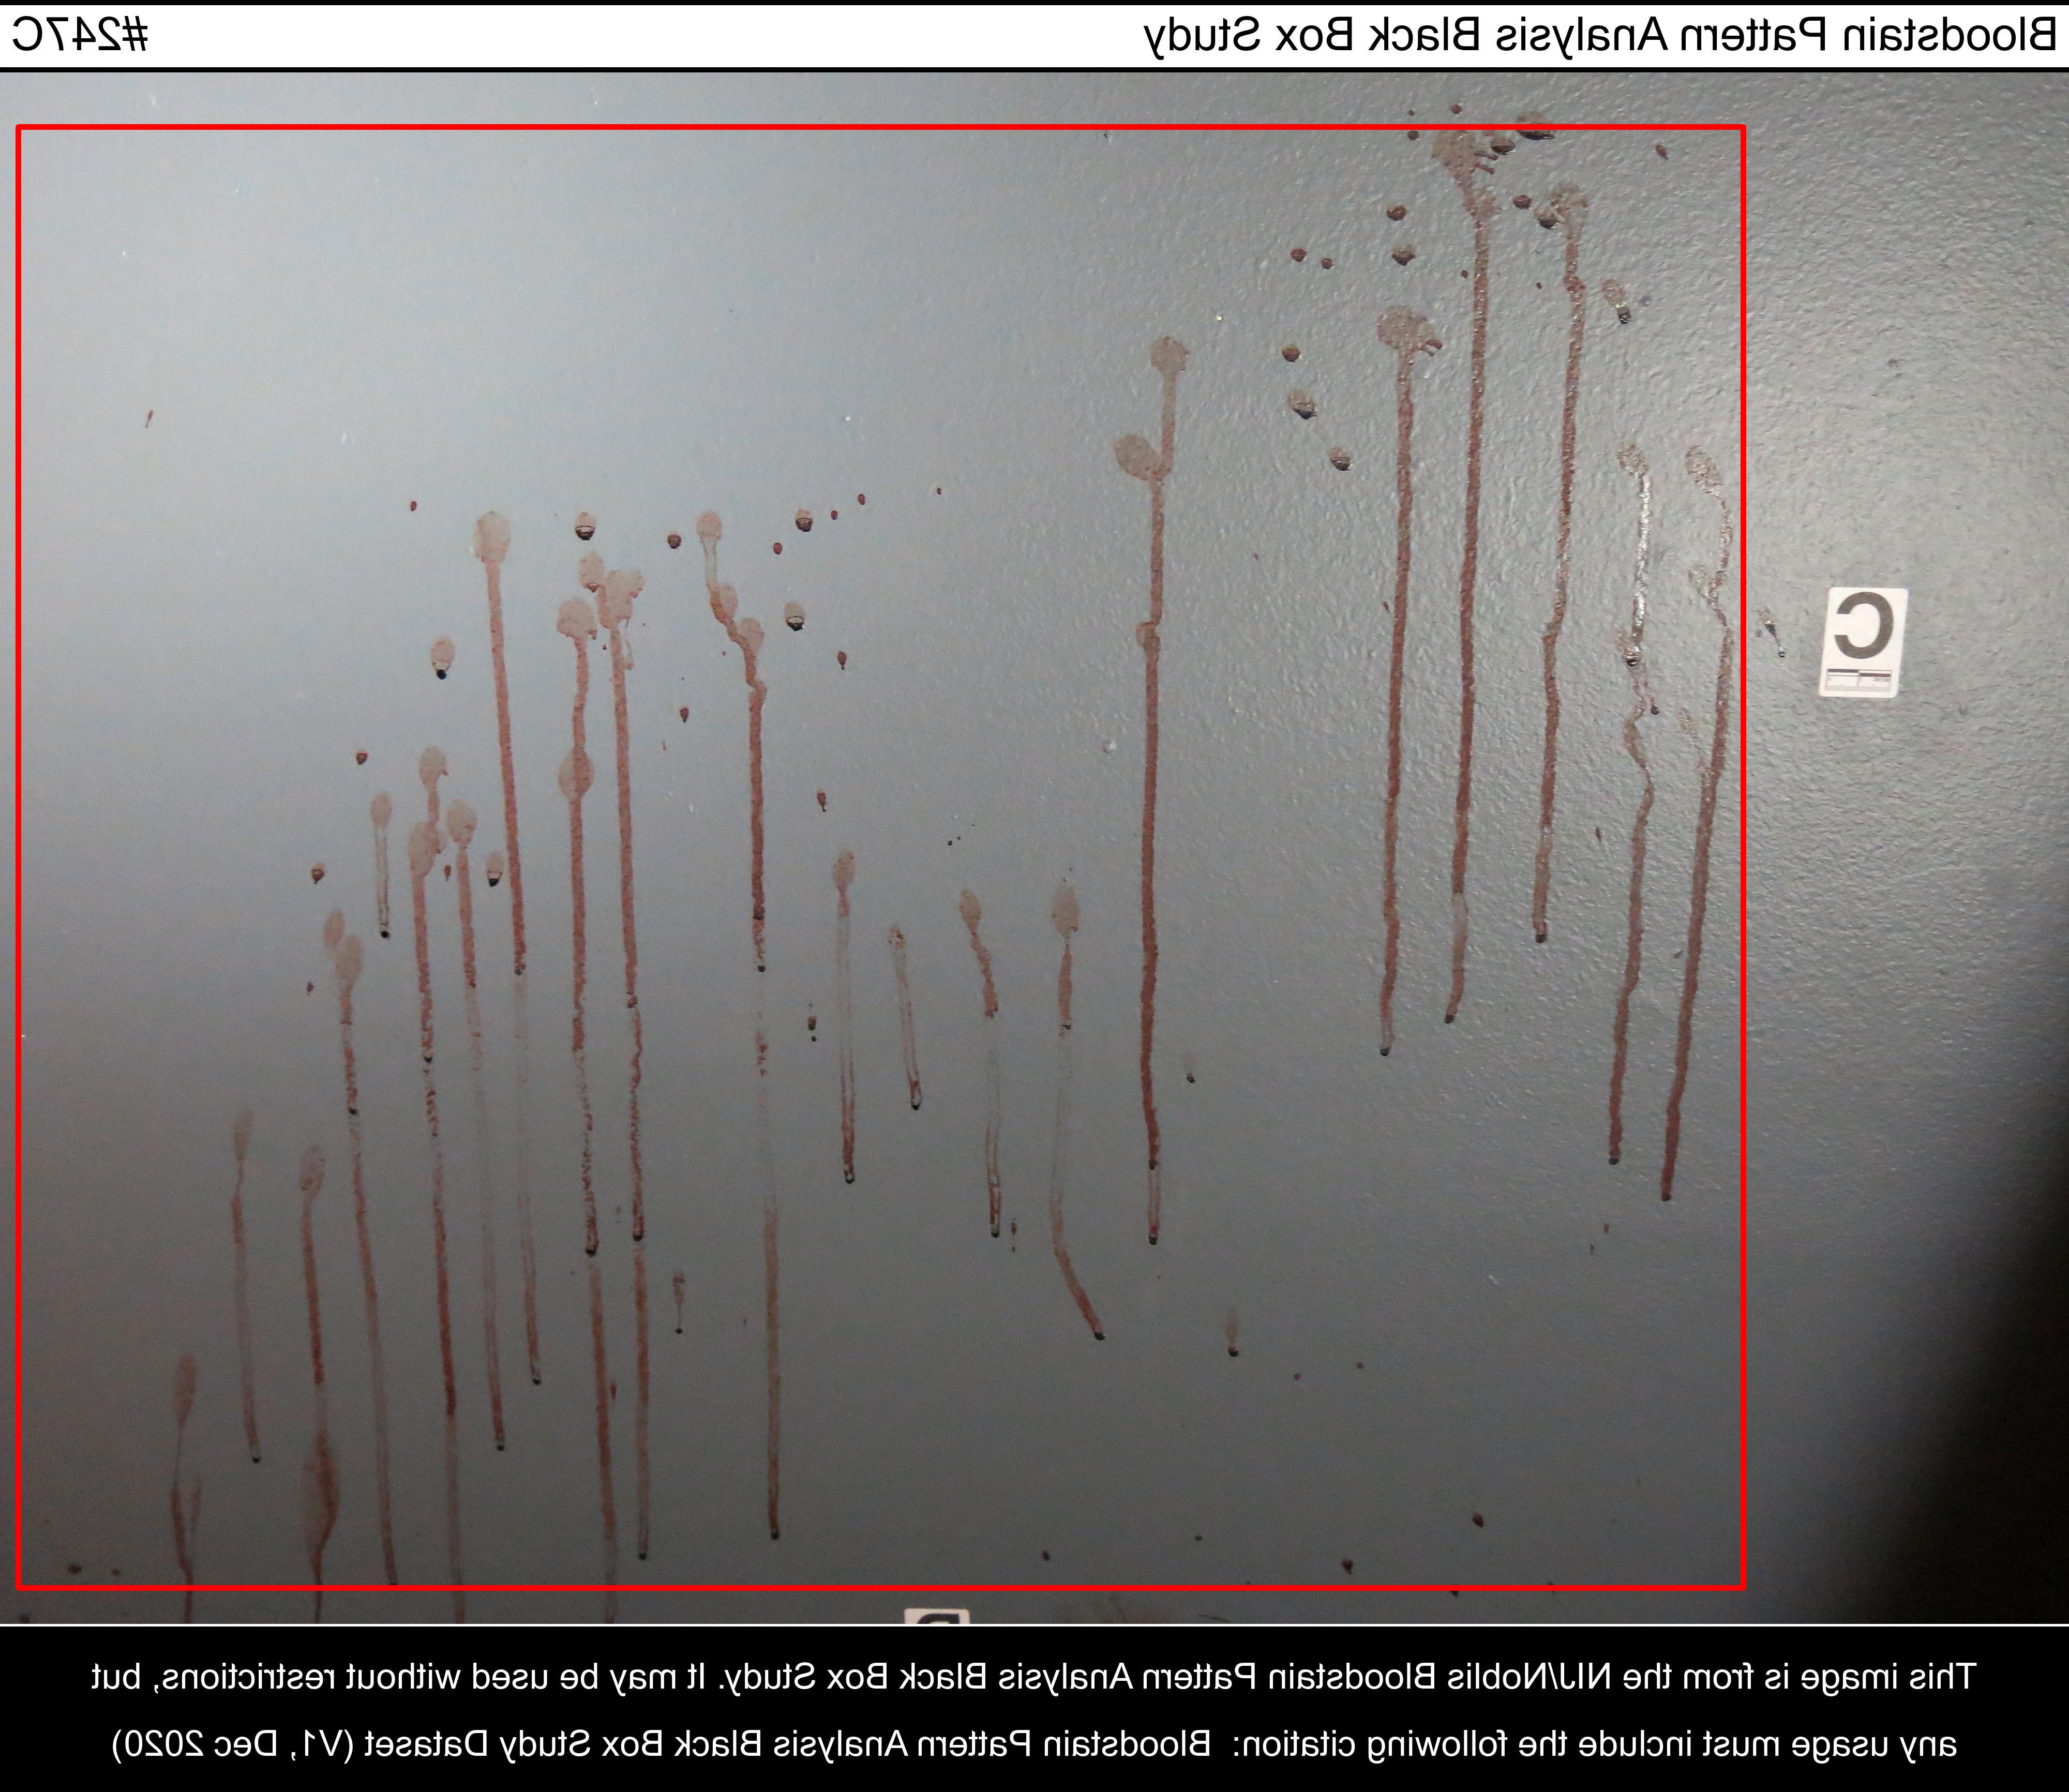 Bloodstain Pattern Analysis Black Box Study #247C
C
This image is from the NIJ/Noblis Bloodstain Pattern Analysis Black Box Study. It may be used without restrictions, but
any usage must include the following citation: Bloodstain Pattern Analysis Black Box Study Dataset (V1, Dec 2020)